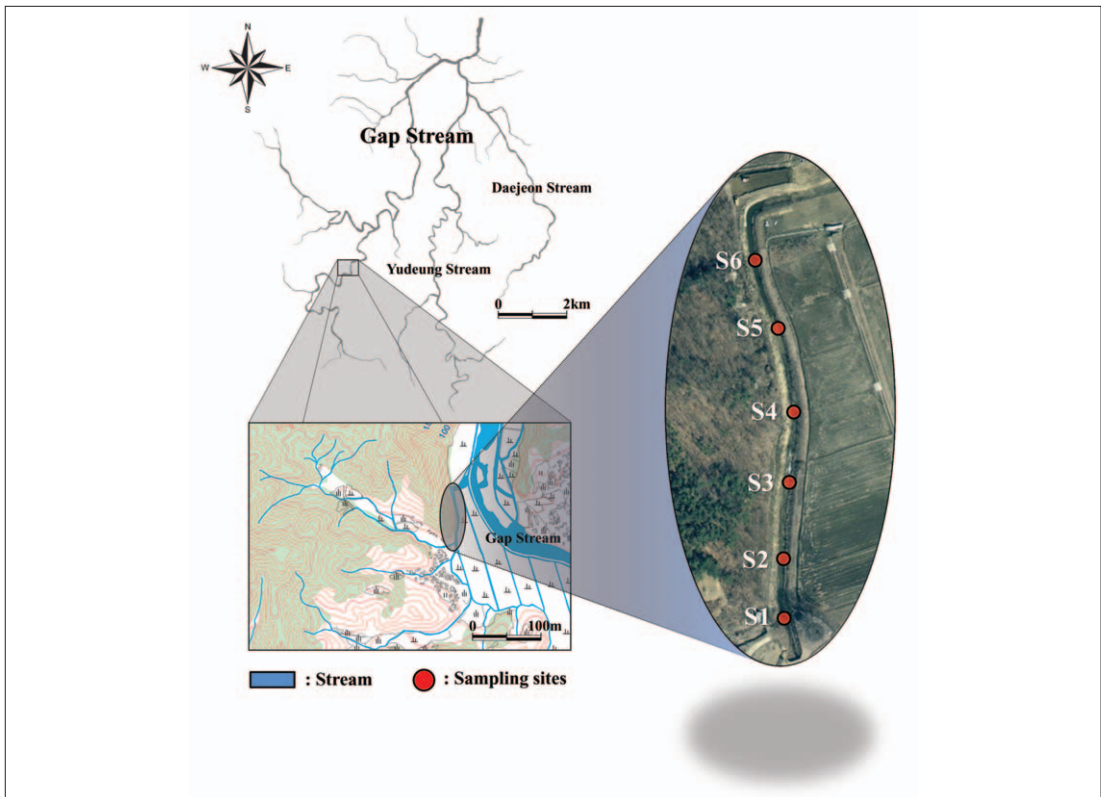 N
W
E
S
Gap Stream
Daejeon Stream
Yudeung Stream
0 2km
S6
S5
S4
S3
S2
S1
100
Gap Stream
0 100m
: Stream
: Sampling sites